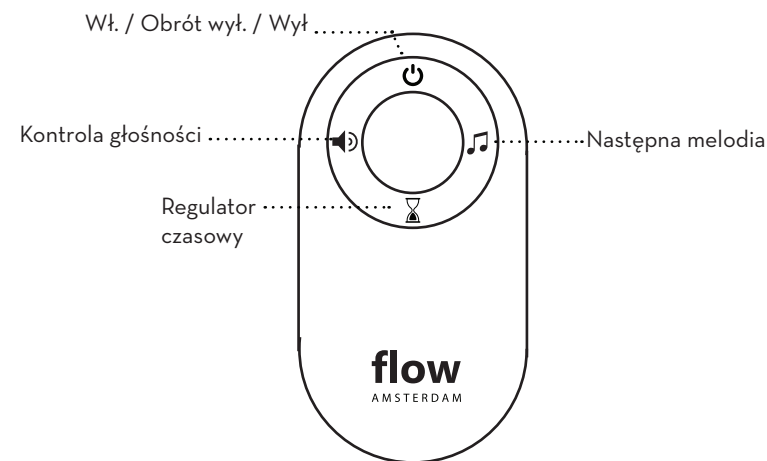 Wł. / Obrót wył. / Wył
Kontrola głośności
Następna melodia
Regulator
czasowy
flow
AMSTERDAM